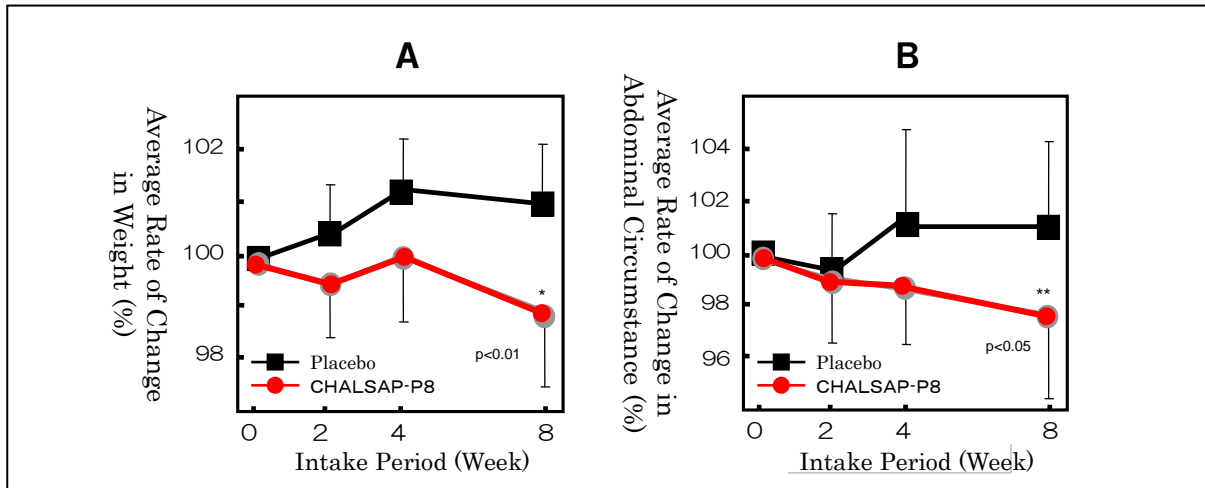 A
Average Rate of Change
in Weight (%)
102
100
98
p<0.01
*
Placebo
CHALSAP-P8
0 2 4 8
Intake Period (Week)
B
Average Rate of Change in
Abdominal Circumstance (%)
104
102
100
98
96
**
p<0.05
Placebo
CHALSAP-P8
0 2 4 8
Intake Period (Week)